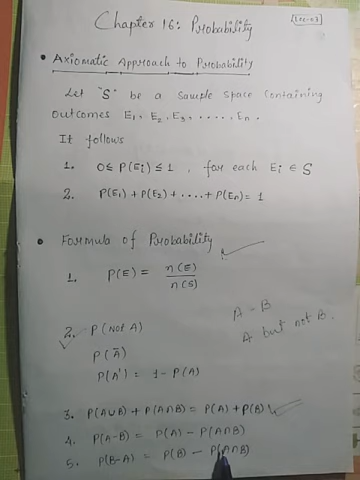 Chapter 16: Probability
• Axiomatic Approach to Probability
Let "S" be a sample space containing
outcomes E1, E2, E3, ......, En.
It follows
1. 0 ≤ P(Ei) ≤ 1, for each Ei ∈ S
2. P(E1) + P(E2) + .... + P(En) = 1
• Formula of Probability
1. P(E) = n(E)/n(S)
A - B
A but not B.
2. P(Not A)
P(A̅)
P(A') = 1 - P(A)
3. P(A∪B) + P(A∩B) = P(A) + P(B)
4. P(A-B) = P(A) - P(A∩B)
5. P(B-A) = P(B) - P(A∩B)